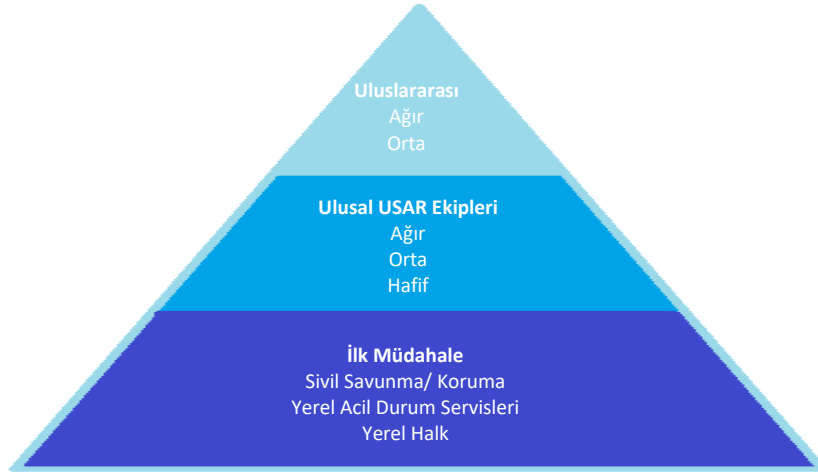 Uluslararası
Ağır
Orta
Ulusal USAR Ekipleri
Ağır
Orta
Hafif
İlk Müdahale
Sivil Savunma/ Koruma
Yerel Acil Durum Servisleri
Yerel Halk